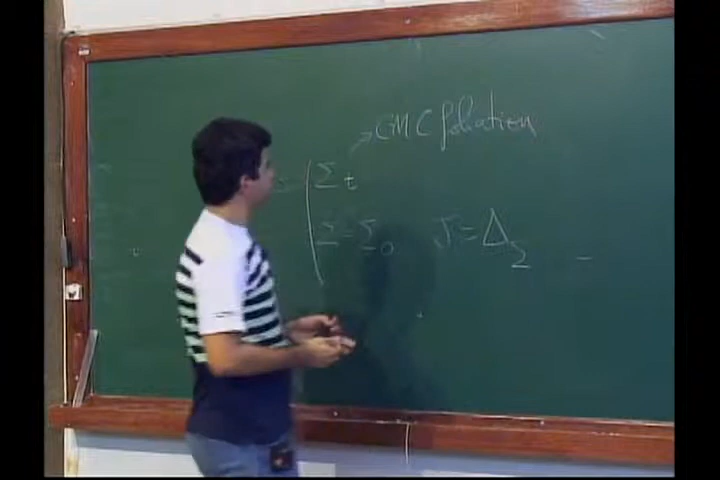 → CMC foliation
Σ_t
Σ = Σ_0 J = Δ_Σ -